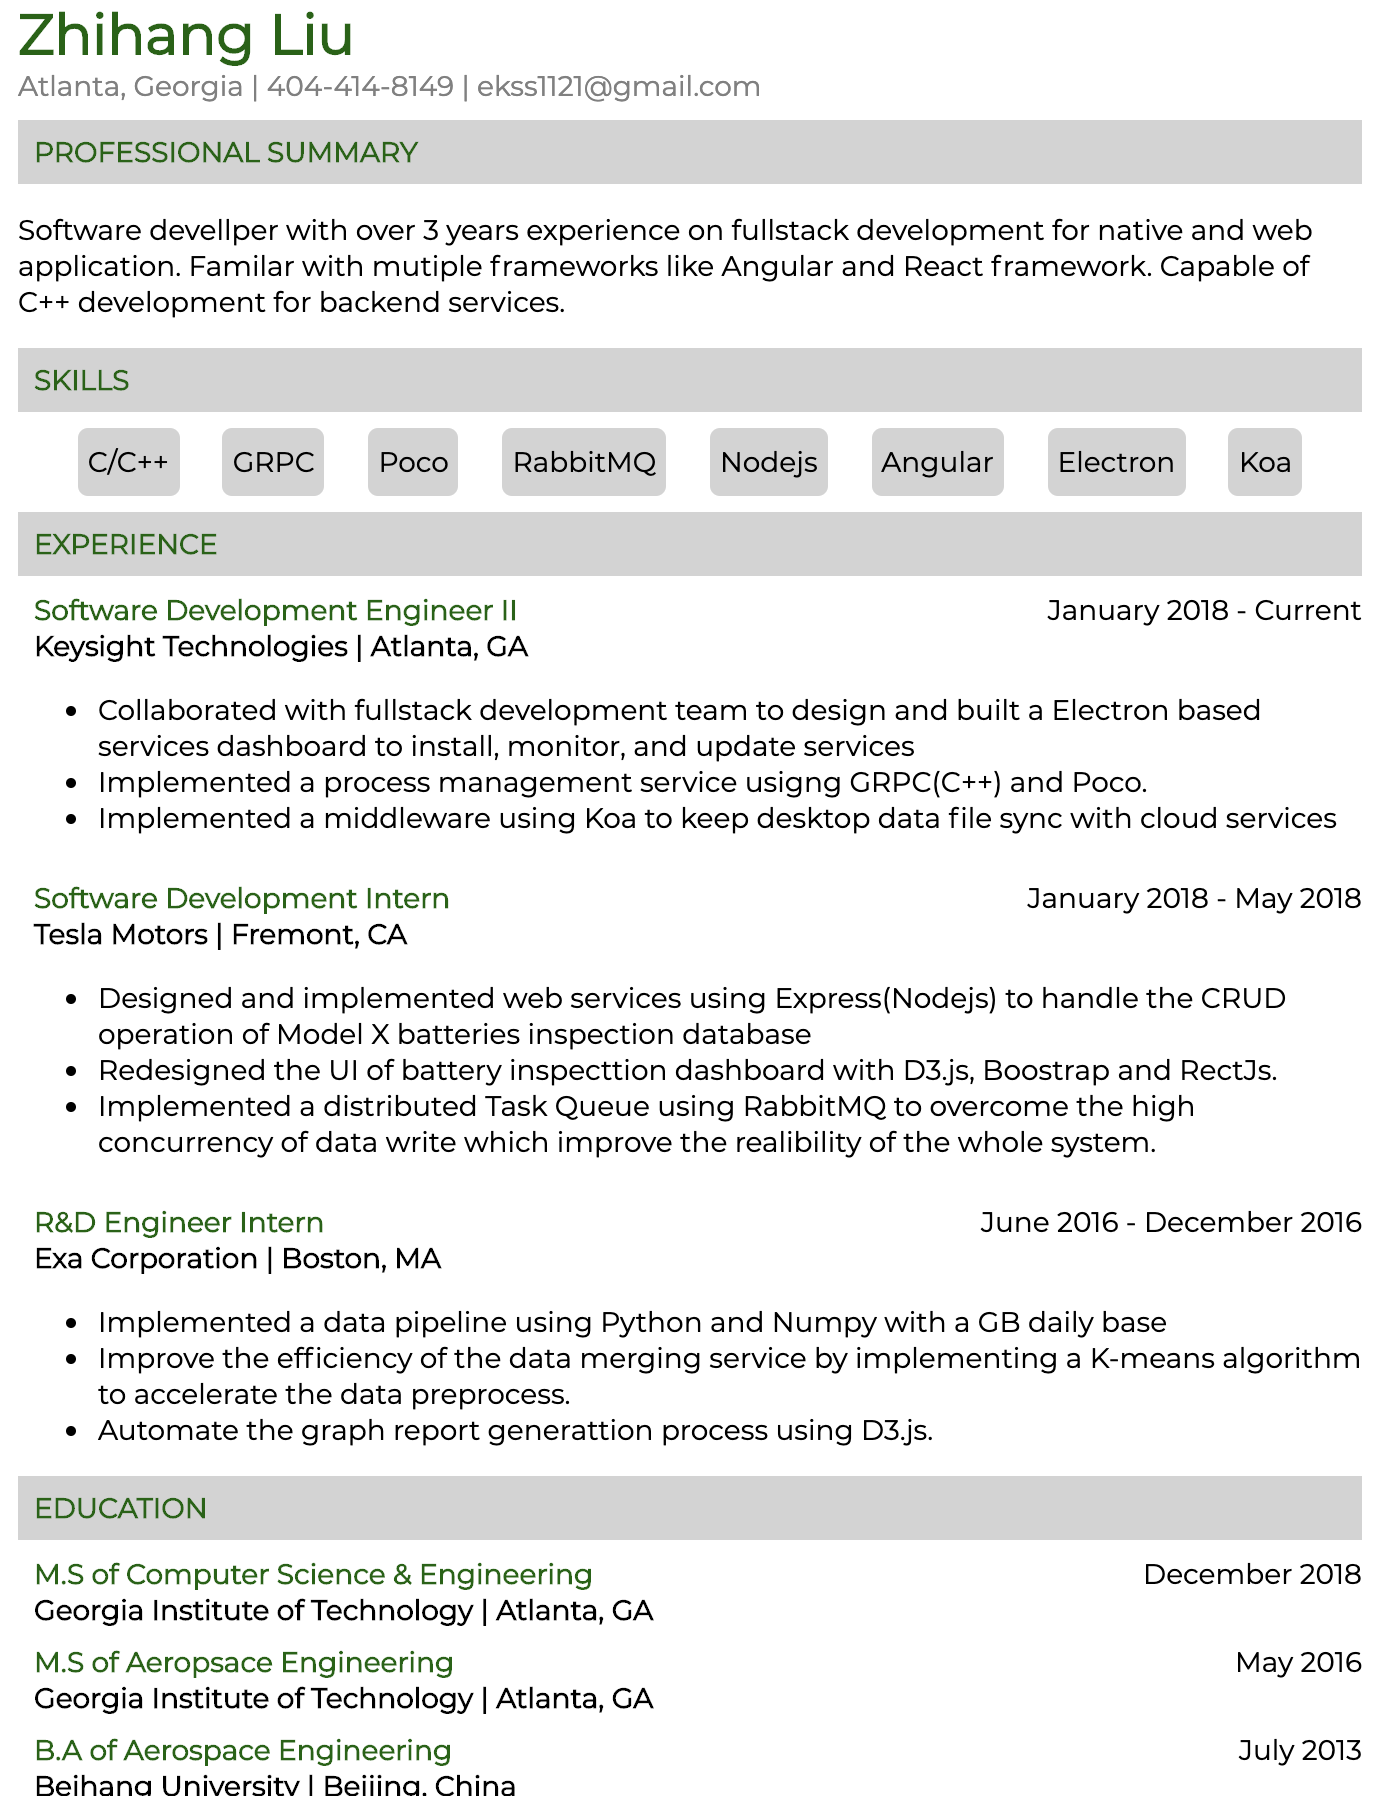 Zhihang Liu
Atlanta, Georgia | 404-414-8149 | ekss1121@gmail.com
PROFESSIONAL SUMMARY
Software devellper with over 3 years experience on fullstack development for native and web
application. Familar with mutiple frameworks like Angular and React framework. Capable of
C++ development for backend services.
SKILLS
C/C++ GRPC Poco RabbitMQ Nodejs Angular Electron Koa
EXPERIENCE
Software Development Engineer II January 2018 - Current
Keysight Technologies | Atlanta, GA
• Collaborated with fullstack development team to design and built a Electron based
services dashboard to install, monitor, and update services
• Implemented a process management service usigng GRPC(C++) and Poco.
• Implemented a middleware using Koa to keep desktop data file sync with cloud services
Software Development Intern January 2018 - May 2018
Tesla Motors | Fremont, CA
• Designed and implemented web services using Express(Nodejs) to handle the CRUD
operation of Model X batteries inspection database
• Redesigned the UI of battery inspecttion dashboard with D3.js, Boostrap and RectJs.
• Implemented a distributed Task Queue using RabbitMQ to overcome the high
concurrency of data write which improve the realibility of the whole system.
R&D Engineer Intern June 2016 - December 2016
Exa Corporation | Boston, MA
• Implemented a data pipeline using Python and Numpy with a GB daily base
• Improve the efficiency of the data merging service by implementing a K-means algorithm
to accelerate the data preprocess.
• Automate the graph report generattion process using D3.js.
EDUCATION
M.S of Computer Science & Engineering December 2018
Georgia Institute of Technology | Atlanta, GA
M.S of Aeropsace Engineering May 2016
Georgia Institute of Technology | Atlanta, GA
B.A of Aerospace Engineering July 2013
Beihang University | Beijing, China